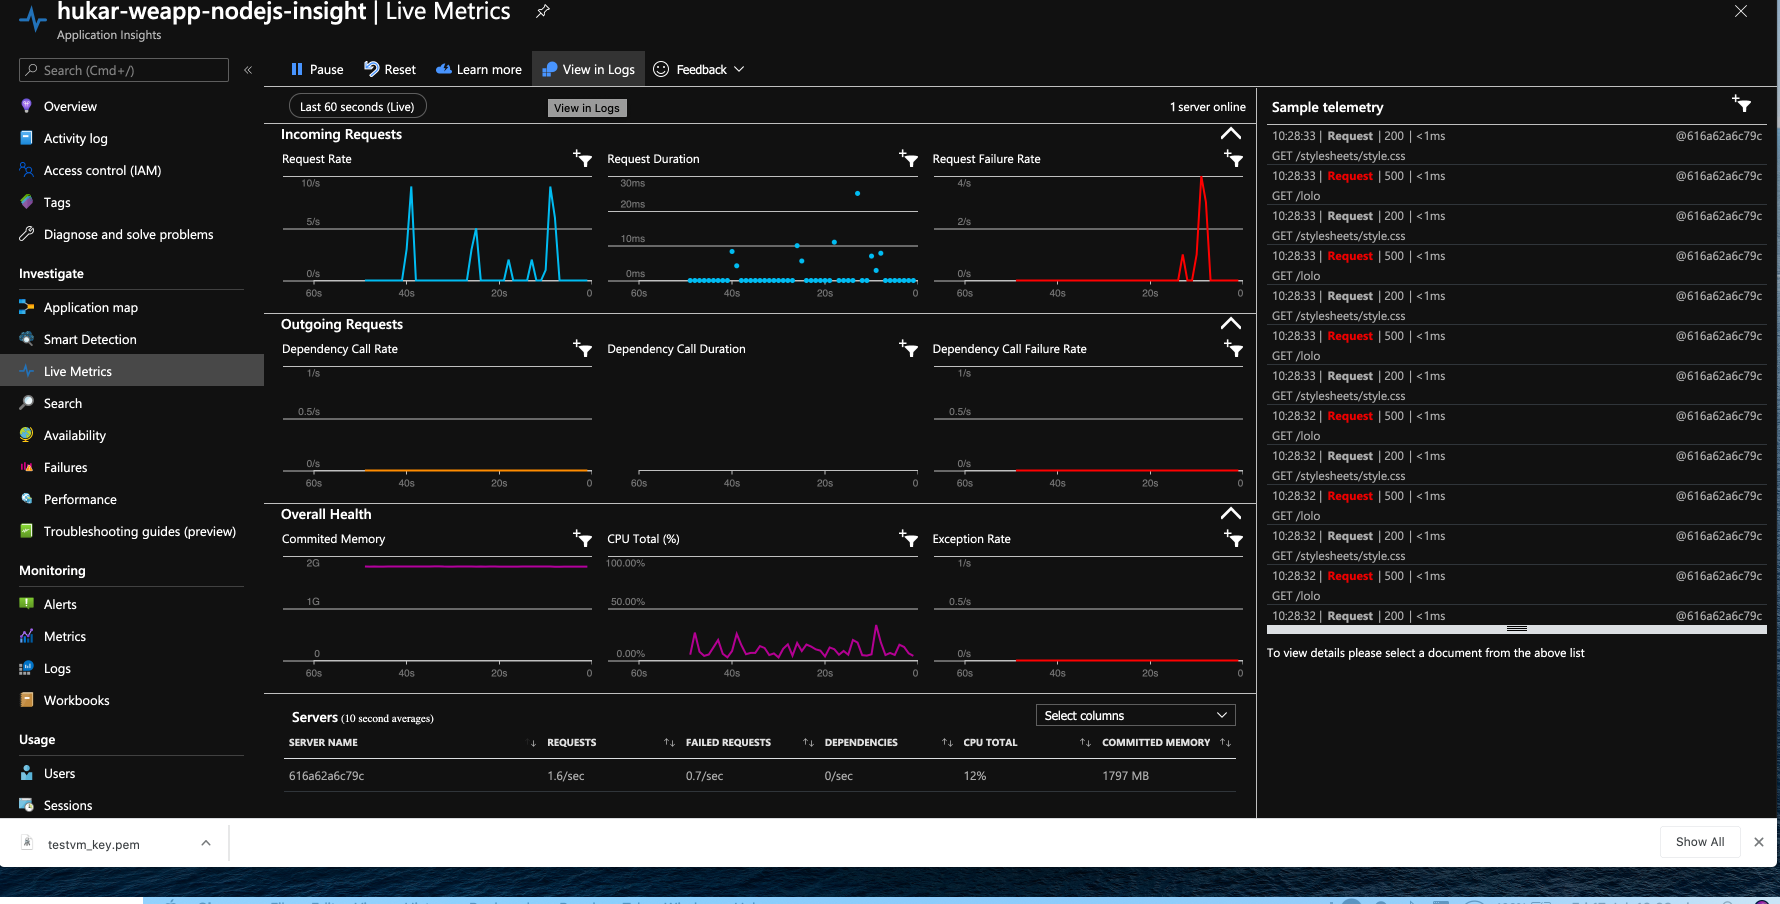 hukar-weapp-nodejs-insight | Live Metrics
Application Insights
Search (Cmd+/)
«
Overview
Activity log
Access control (IAM)
Tags
Diagnose and solve problems
Investigate
Application map
Smart Detection
Live Metrics
Search
Availability
Failures
Performance
Troubleshooting guides (preview)
Monitoring
Alerts
Metrics
Logs
Workbooks
Usage
Users
Sessions
Pause
Reset
Learn more
View in Logs
Feedback
Last 60 seconds (Live)
View in Logs
1 server online
Incoming Requests
Request Rate
10/s
5/s
0/s
60s 40s 20s 0
Request Duration
30ms
20ms
10ms
0ms
60s 40s 20s 0
Request Failure Rate
4/s
2/s
0/s
60s 40s 20s 0
Outgoing Requests
Dependency Call Rate
1/s
0.5/s
0/s
60s 40s 20s 0
Dependency Call Duration
60s 40s 20s 0
Dependency Call Failure Rate
1/s
0.5/s
0/s
60s 40s 20s 0
Overall Health
Commited Memory
2G
1G
0
60s 40s 20s 0
CPU Total (%)
100.00%
50.00%
0.00%
60s 40s 20s 0
Exception Rate
1/s
0.5/s
0/s
60s 40s 20s 0
Servers (10 second averages)
Select columns
SERVER NAME REQUESTS FAILED REQUESTS DEPENDENCIES CPU TOTAL COMMITTED MEMORY
616a62a6c79c 1.6/sec 0.7/sec 0/sec 12% 1797 MB
Sample telemetry
10:28:33 | Request | 200 | <1ms @616a62a6c79c
GET /stylesheets/style.css
10:28:33 | Request | 500 | <1ms @616a62a6c79c
GET /lolo
10:28:33 | Request | 200 | <1ms @616a62a6c79c
GET /stylesheets/style.css
10:28:33 | Request | 500 | <1ms @616a62a6c79c
GET /lolo
10:28:33 | Request | 200 | <1ms @616a62a6c79c
GET /stylesheets/style.css
10:28:33 | Request | 500 | <1ms @616a62a6c79c
GET /lolo
10:28:33 | Request | 200 | <1ms @616a62a6c79c
GET /stylesheets/style.css
10:28:32 | Request | 500 | <1ms @616a62a6c79c
GET /lolo
10:28:32 | Request | 200 | <1ms @616a62a6c79c
GET /stylesheets/style.css
10:28:32 | Request | 500 | <1ms @616a62a6c79c
GET /lolo
10:28:32 | Request | 200 | <1ms @616a62a6c79c
GET /stylesheets/style.css
10:28:32 | Request | 500 | <1ms @616a62a6c79c
GET /lolo
10:28:32 | Request | 200 | <1ms @616a62a6c79c
To view details please select a document from the above list
testvm_key.pem
Show All